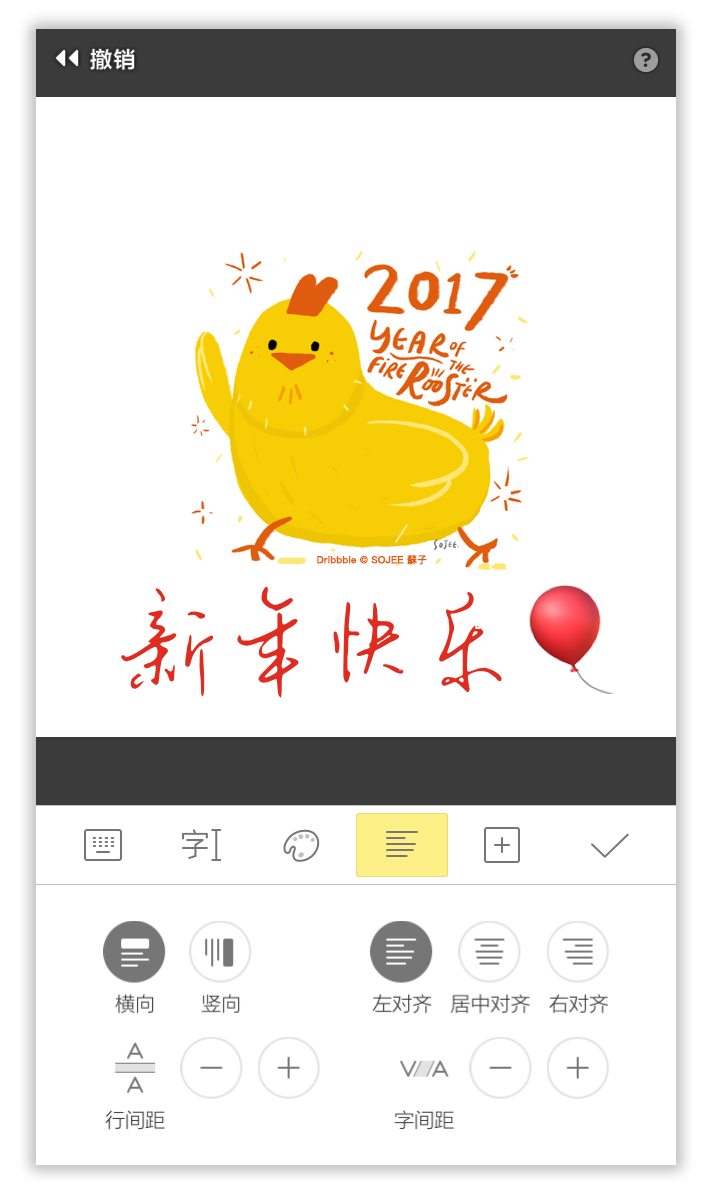 撤销
2017
YEAR OF
THE
FIRE ROOSTER
SOJEE.
Dribbble © SOJEE 蘇子
新年快乐
字
横向 竖向 左对齐 居中对齐 右对齐
A
A
VA
行间距 字间距